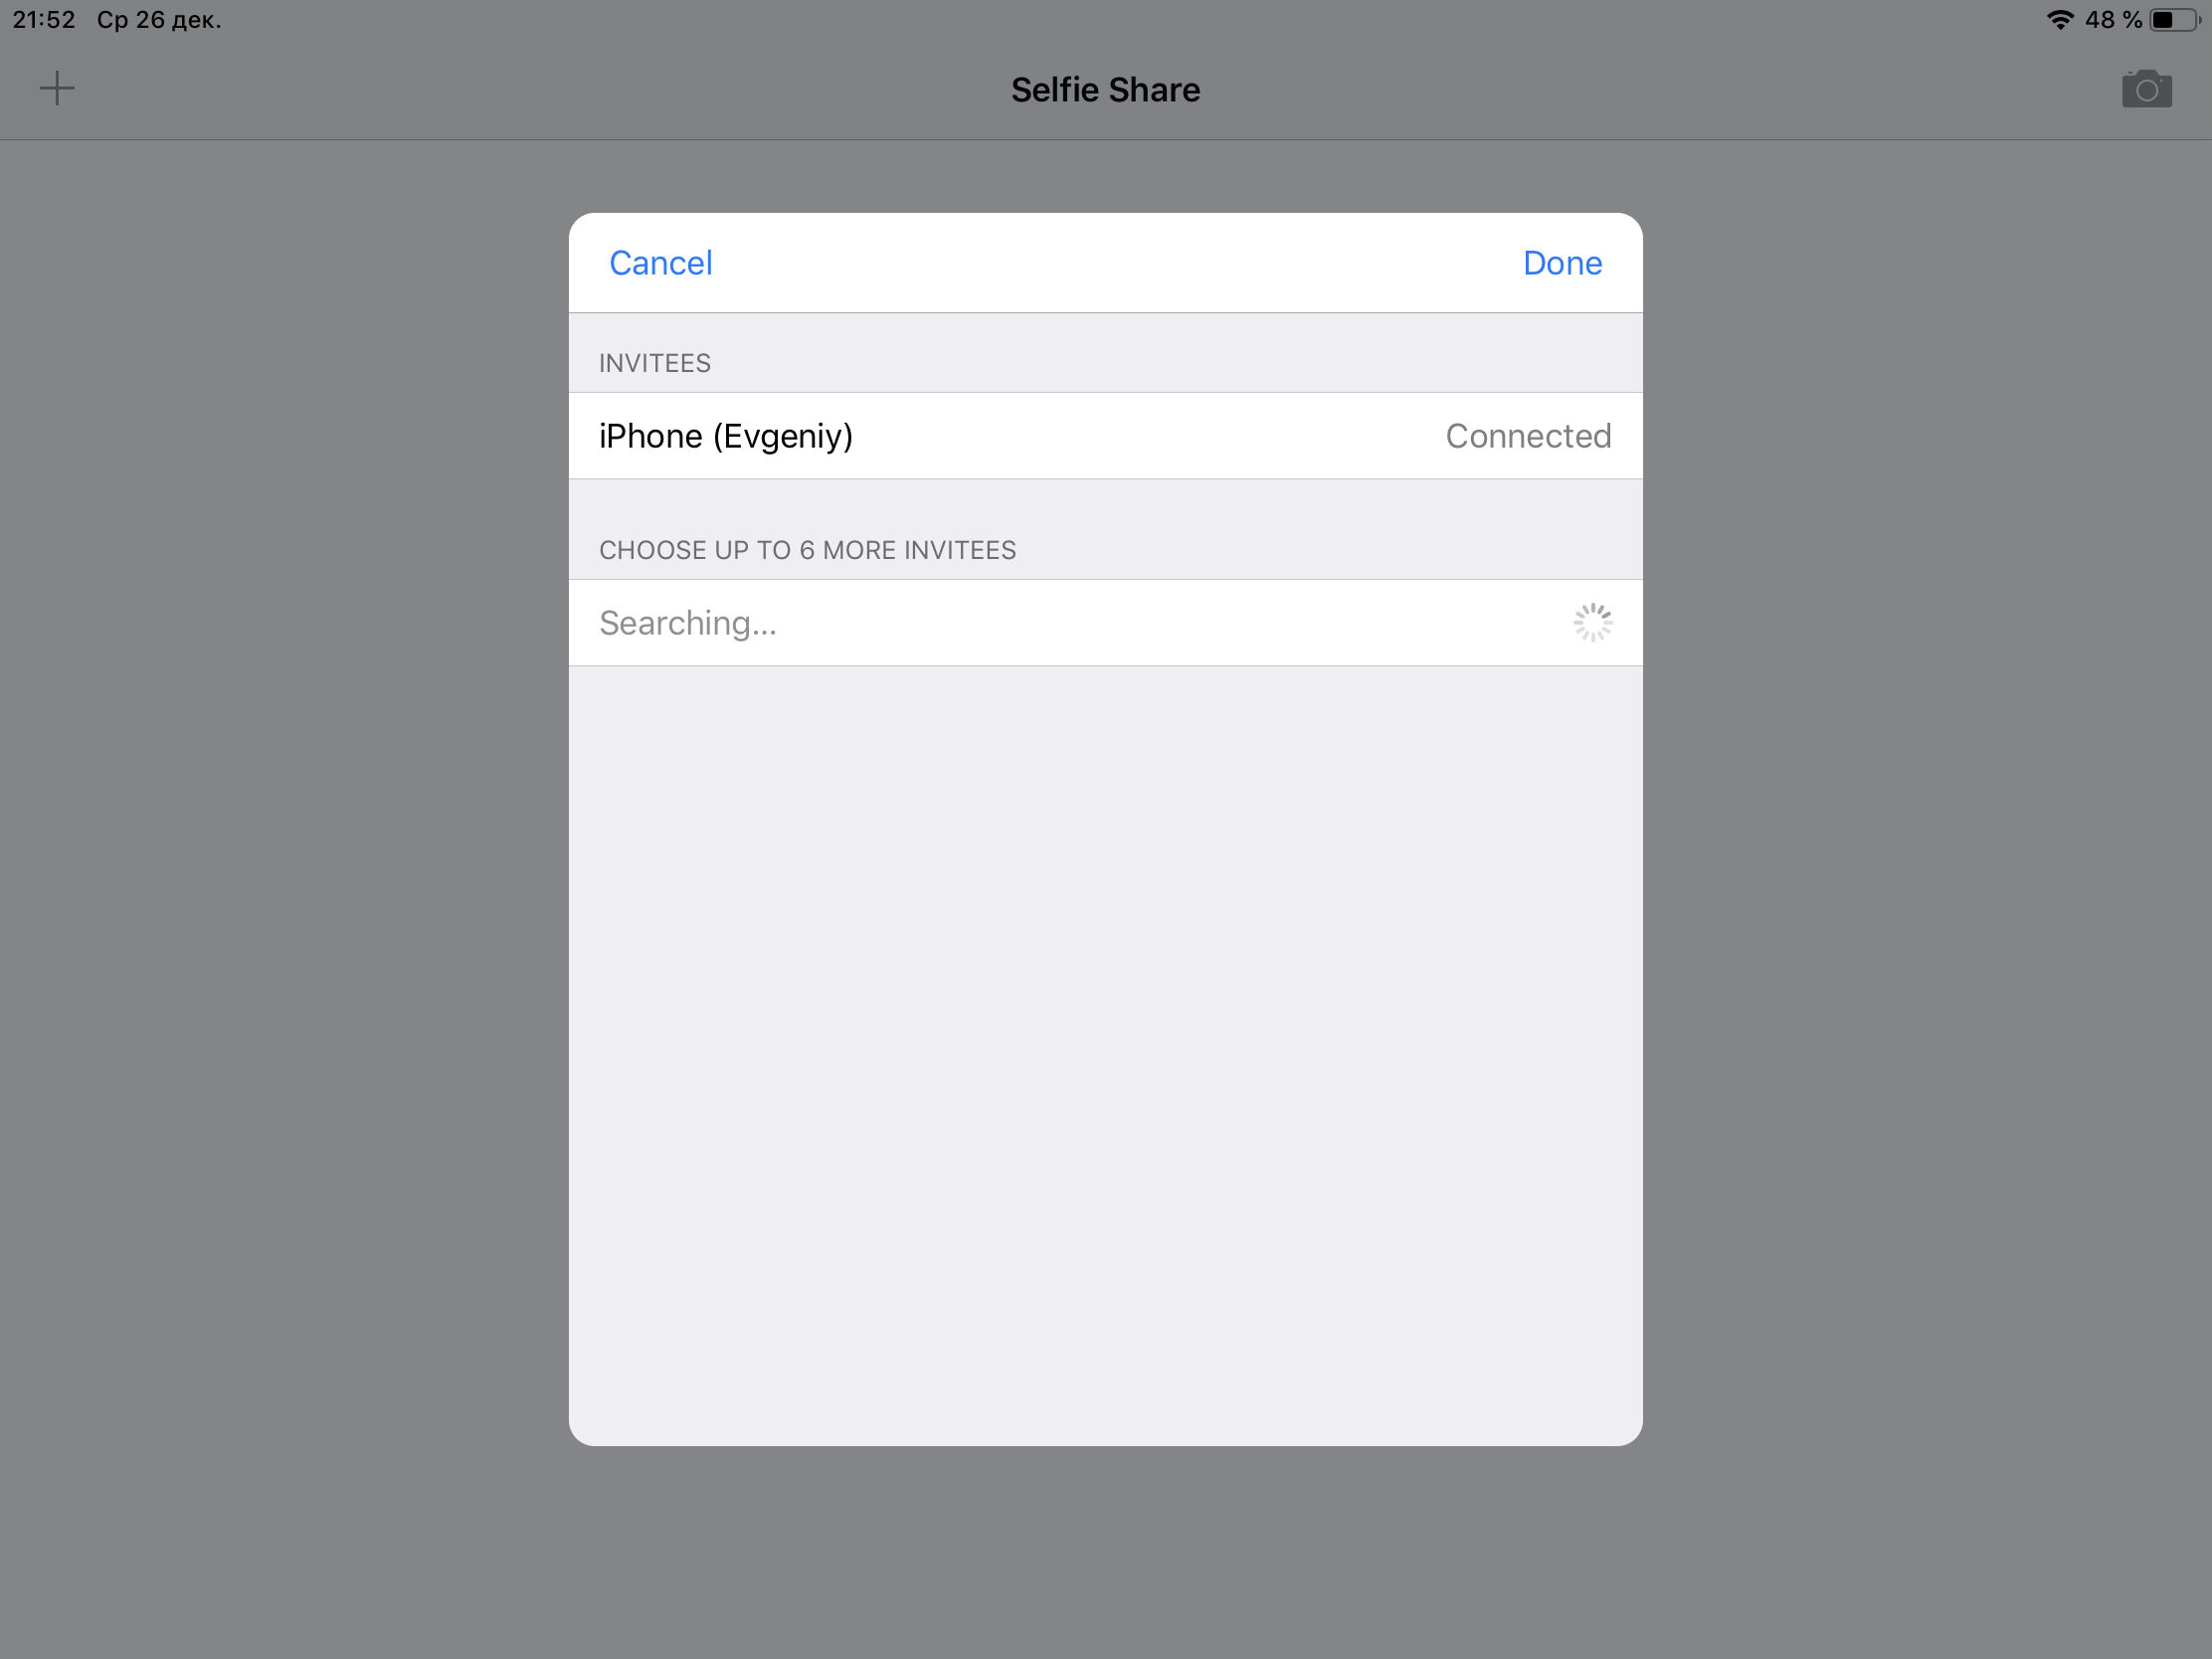 21:52 Ср 26 дек. 48 %
Selfie Share
Cancel Done
INVITEES
iPhone (Evgeniy) Connected
CHOOSE UP TO 6 MORE INVITEES
Searching...